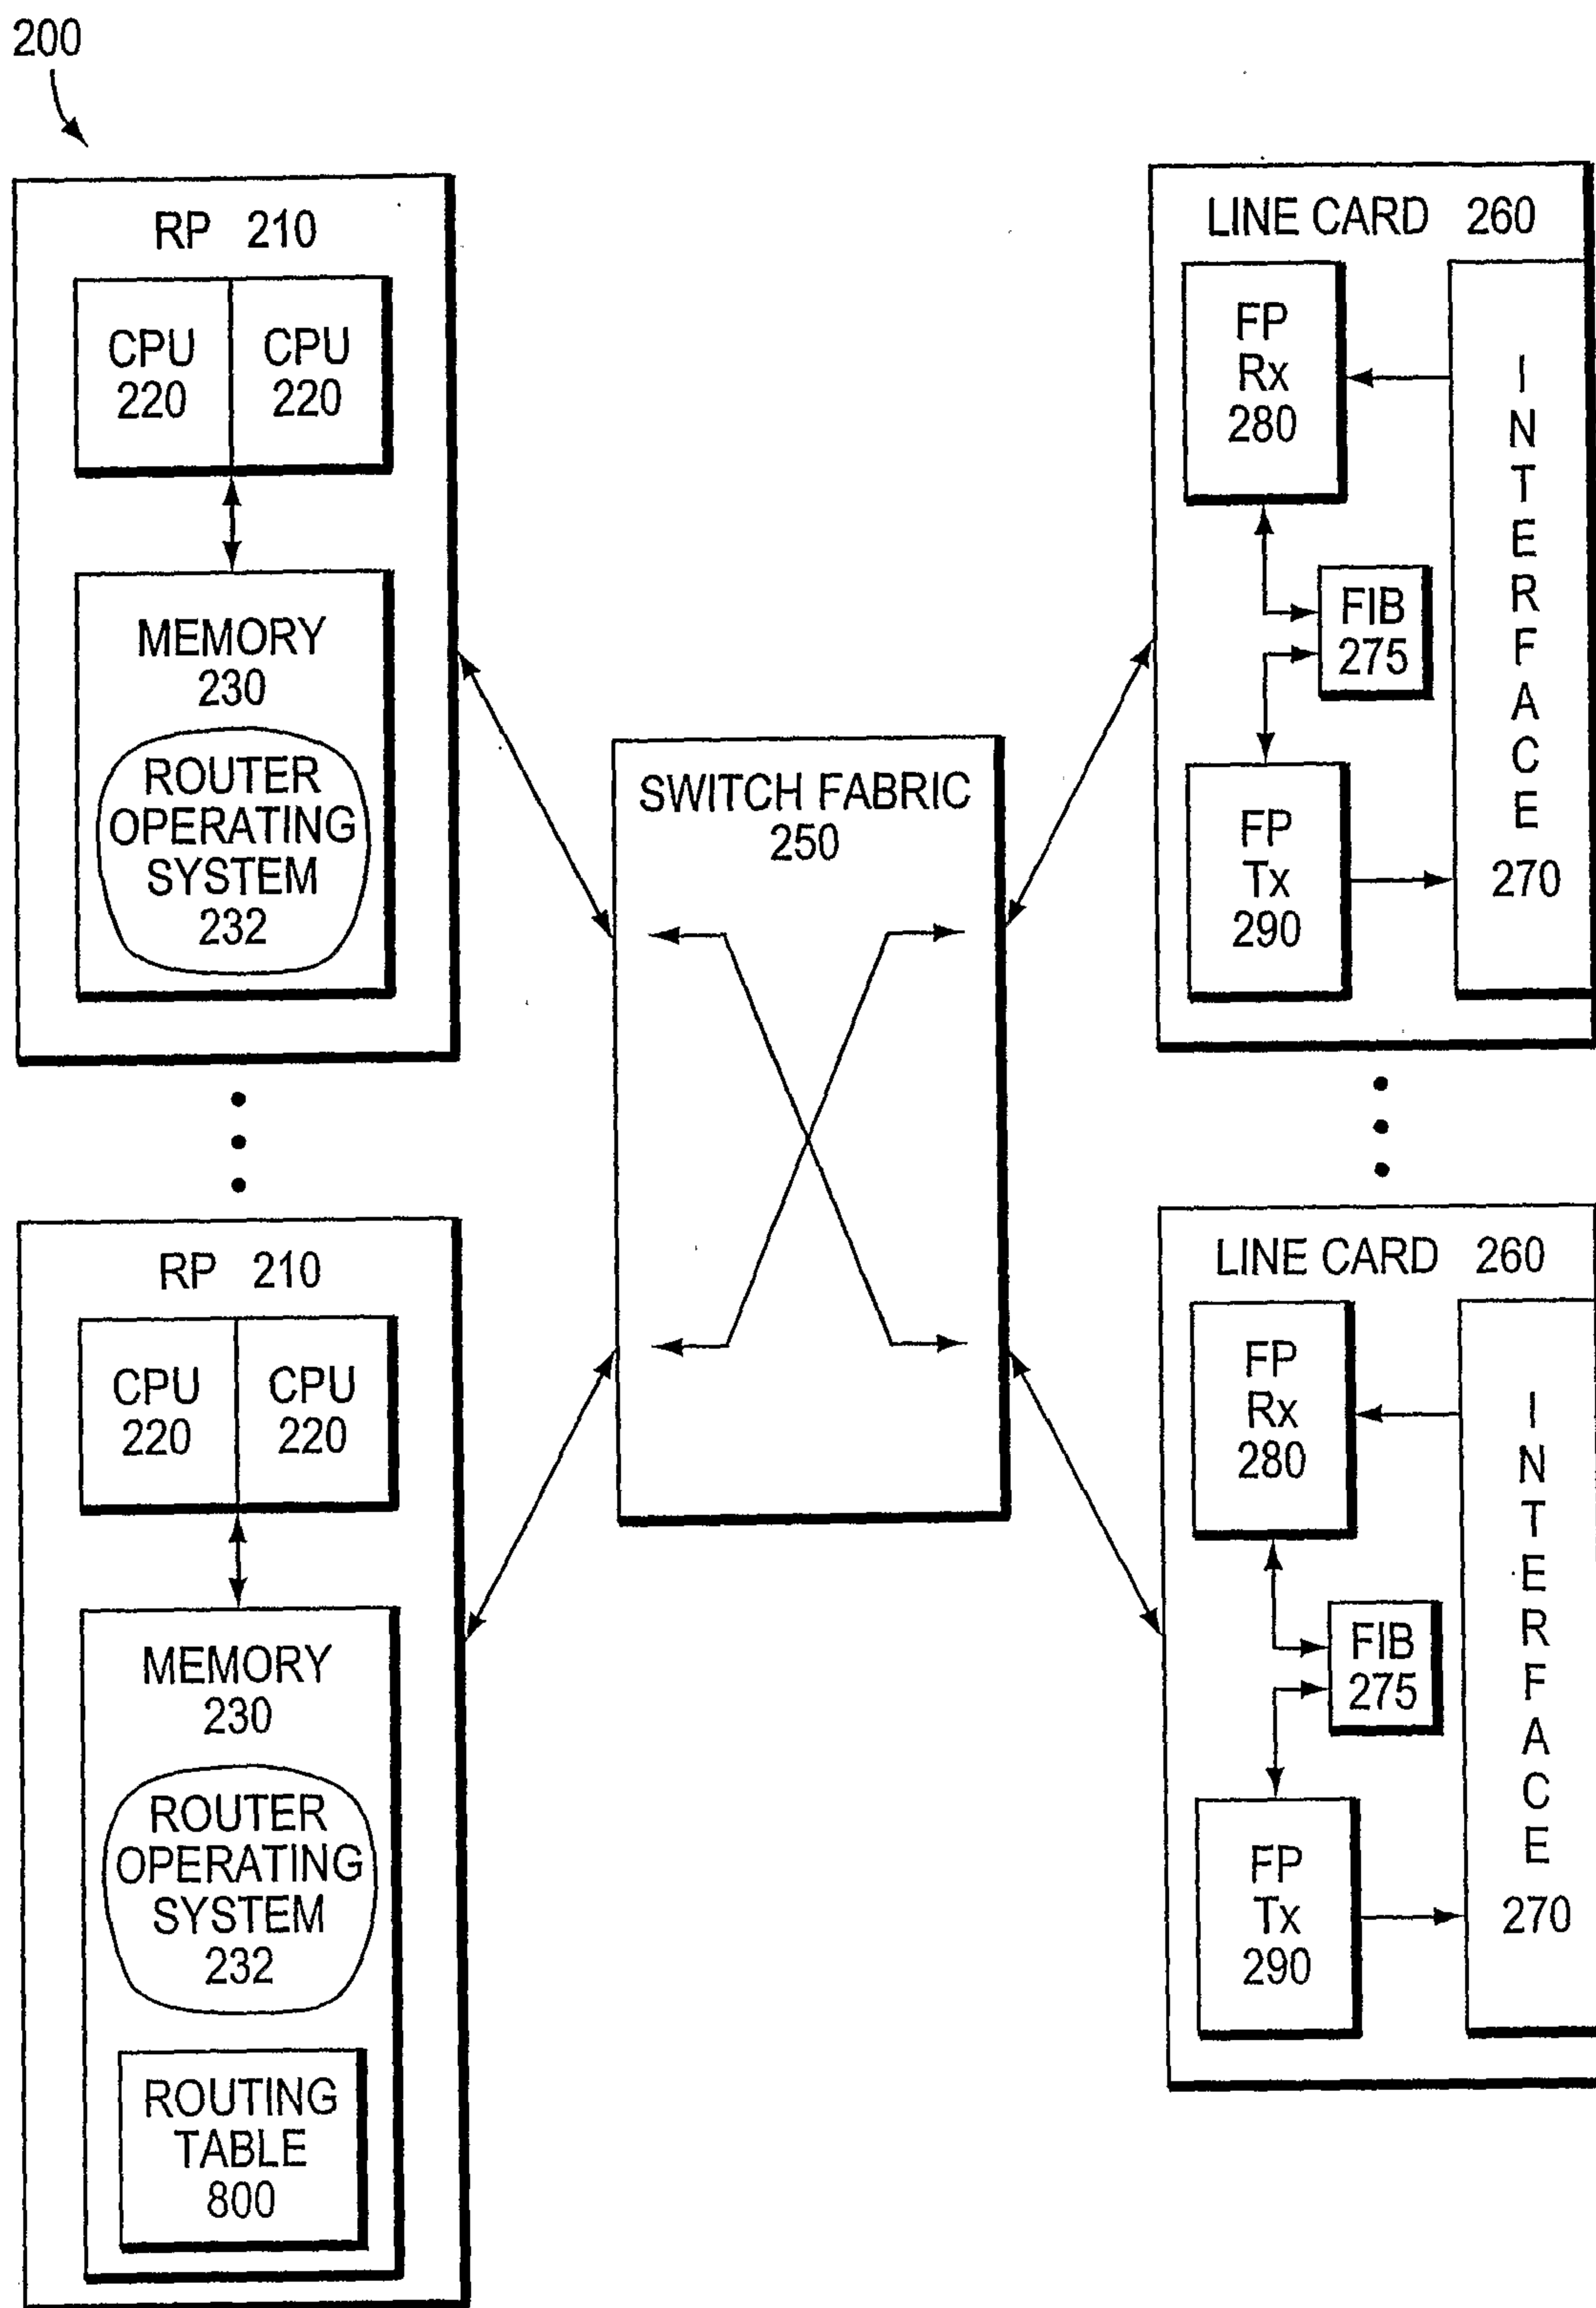 200
RP 210
CPU
220
CPU
220
MEMORY
230
ROUTER
OPERATING
SYSTEM
232
RP 210
CPU
220
CPU
220
MEMORY
230
ROUTER
OPERATING
SYSTEM
232
ROUTING
TABLE
800
SWITCH FABRIC
250
LINE CARD 260
FP
Rx
280
FIB
275
FP
Tx
290
INTERFACE
270
LINE CARD 260
FP
Rx
280
FIB
275
FP
Tx
290
INTERFACE
270